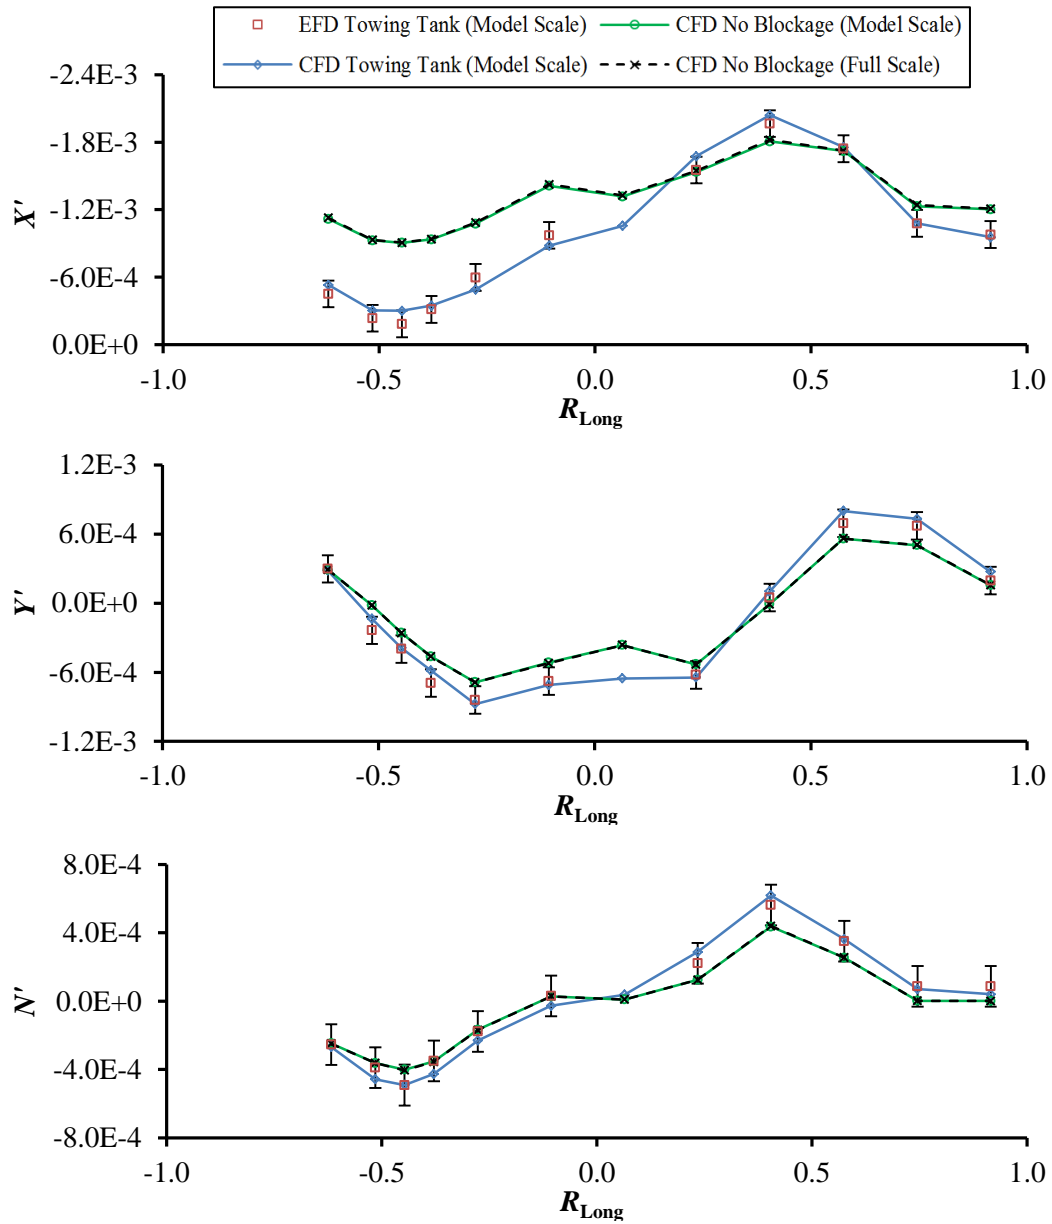 EFD Towing Tank (Model Scale) CFD No Blockage (Model Scale)
CFD Towing Tank (Model Scale) CFD No Blockage (Full Scale)
-2.4E-3
-1.8E-3
-1.2E-3
-6.0E-4
0.0E+0
X'
-1.0 -0.5 0.0 0.5 1.0
R Long
1.2E-3
6.0E-4
0.0E+0
-6.0E-4
-1.2E-3
Y'
-1.0 -0.5 0.0 0.5 1.0
R Long
8.0E-4
4.0E-4
0.0E+0
-4.0E-4
-8.0E-4
N'
-1.0 -0.5 0.0 0.5 1.0
R Long